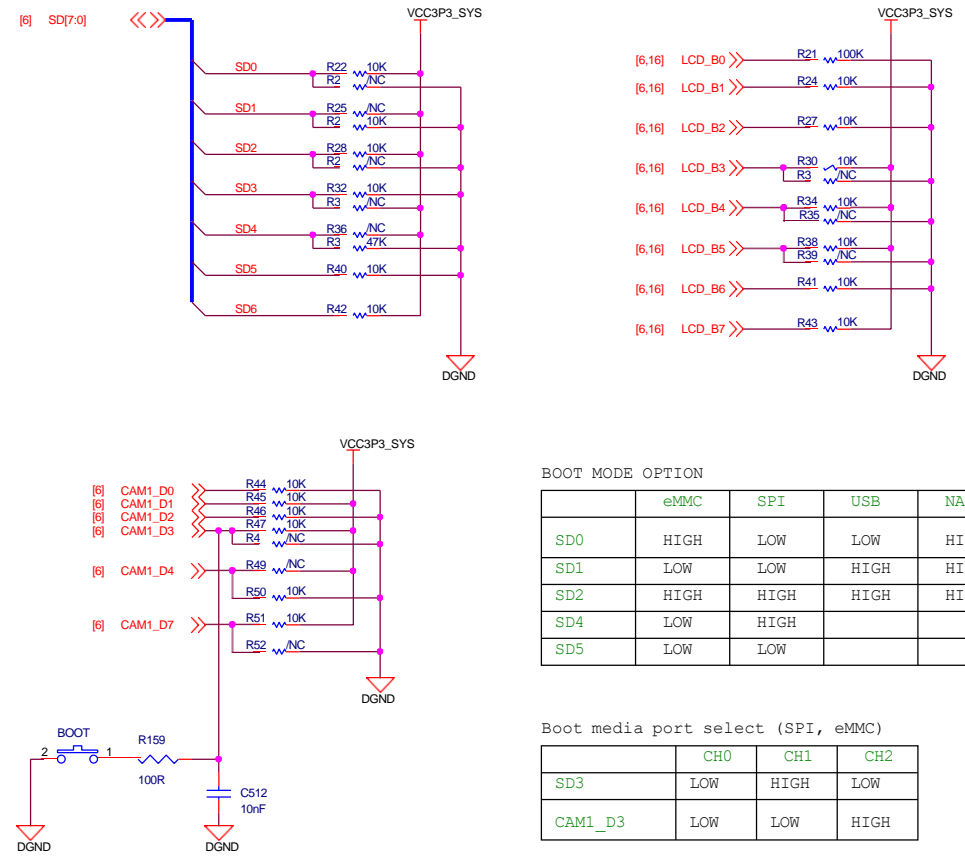 [6] SD[7:0]
VCC3P3_SYS
SD0 R22 10K
R2 /NC
SD1 R25 /NC
R2 10K
SD2 R28 10K
R2 /NC
SD3 R32 10K
R3 /NC
SD4 R36 /NC
R3 47K
SD5 R40 10K
SD6 R42 10K
DGND
VCC3P3_SYS
[6,16] LCD_B0 R21 100K
[6,16] LCD_B1 R24 10K
[6,16] LCD_B2 R27 10K
[6,16] LCD_B3 R30 10K
R3 /NC
[6,16] LCD_B4 R34 10K
R35 /NC
[6,16] LCD_B5 R38 10K
R39 /NC
[6,16] LCD_B6 R41 10K
[6,16] LCD_B7 R43 10K
DGND
VCC3P3_SYS
[6] CAM1_D0 R44 10K
[6] CAM1_D1 R45 10K
[6] CAM1_D2 R46 10K
[6] CAM1_D3 R47 10K
R4 /NC
[6] CAM1_D4 R49 /NC
R50 10K
[6] CAM1_D7 R51 10K
R52 /NC
DGND
BOOT
2 1
R159
100R
C512
10nF
DGND
DGND
BOOT MODE OPTION
eMMC SPI USB NA
SD0 HIGH LOW LOW HI
SD1 LOW LOW HIGH HI
SD2 HIGH HIGH HIGH HI
SD4 LOW HIGH
SD5 LOW LOW
Boot media port select (SPI, eMMC)
CH0 CH1 CH2
SD3 LOW HIGH LOW
CAM1_D3 LOW LOW HIGH